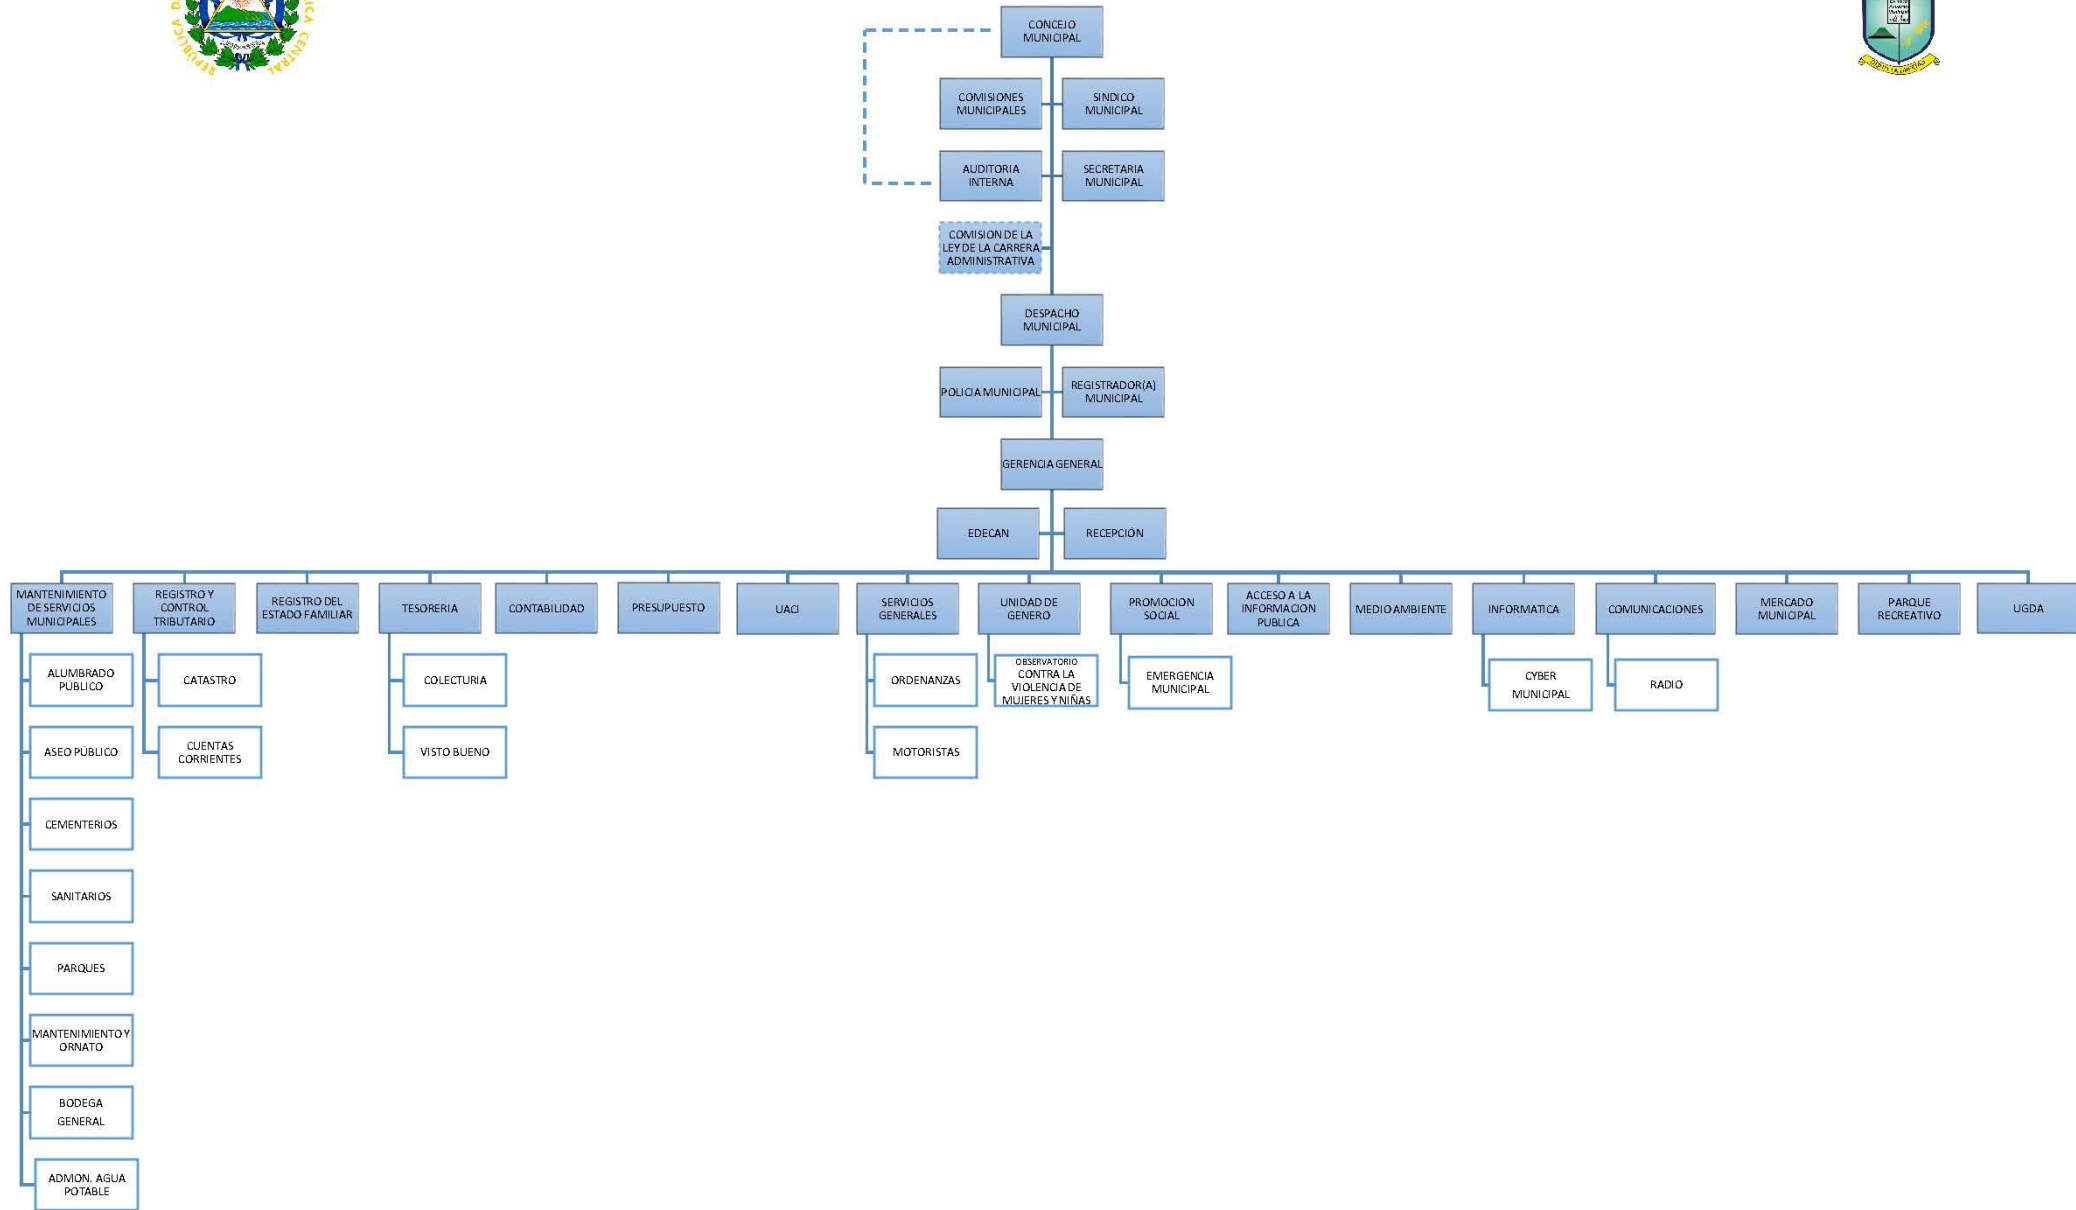 REPÚBLICA D
ICA CENTRAL
CONCEJO
MUNICIPAL
COMISIONES
MUNICIPALES
SINDICO
MUNICIPAL
AUDITORIA
INTERNA
SECRETARIA
MUNICIPAL
COMISION DE LA
LEY DE LA CARRERA
ADMINISTRATIVA
DESPACHO
MUNICIPAL
POLICIA MUNICIPAL
REGISTRADOR(A)
MUNICIPAL
GERENCIA GENERAL
EDECAN
RECEPCIÓN
MANTENIMIENTO
DE SERVICIOS
MUNICIPALES
REGISTRO Y
CONTROL
TRIBUTARIO
REGISTRO DEL
ESTADO FAMILIAR
TESORERIA
CONTABILIDAD
PRESUPUESTO
UACI
SERVICIOS
GENERALES
UNIDAD DE
GENERO
PROMOCION
SOCIAL
ACCESO A LA
INFORMACION
PUBLICA
MEDIO AMBIENTE
INFORMATICA
COMUNICACIONES
MERCADO
MUNICIPAL
PARQUE
RECREATIVO
UGDA
ALUMBRADO
PÚBLICO
CATASTRO
COLECTURIA
ORDENANZAS
OBSERVATORIO
CONTRA LA
VIOLENCIA DE
MUJERES Y NIÑAS
EMERGENCIA
MUNICIPAL
CYBER
MUNICIPAL
RADIO
ASEO PÚBLICO
CUENTAS
CORRIENTES
VISTO BUENO
MOTORISTAS
CEMENTERIOS
SANITARIOS
PARQUES
MANTENIMIENTO Y
ORNATO
BODEGA
GENERAL
ADMON. AGUA
POTABLE